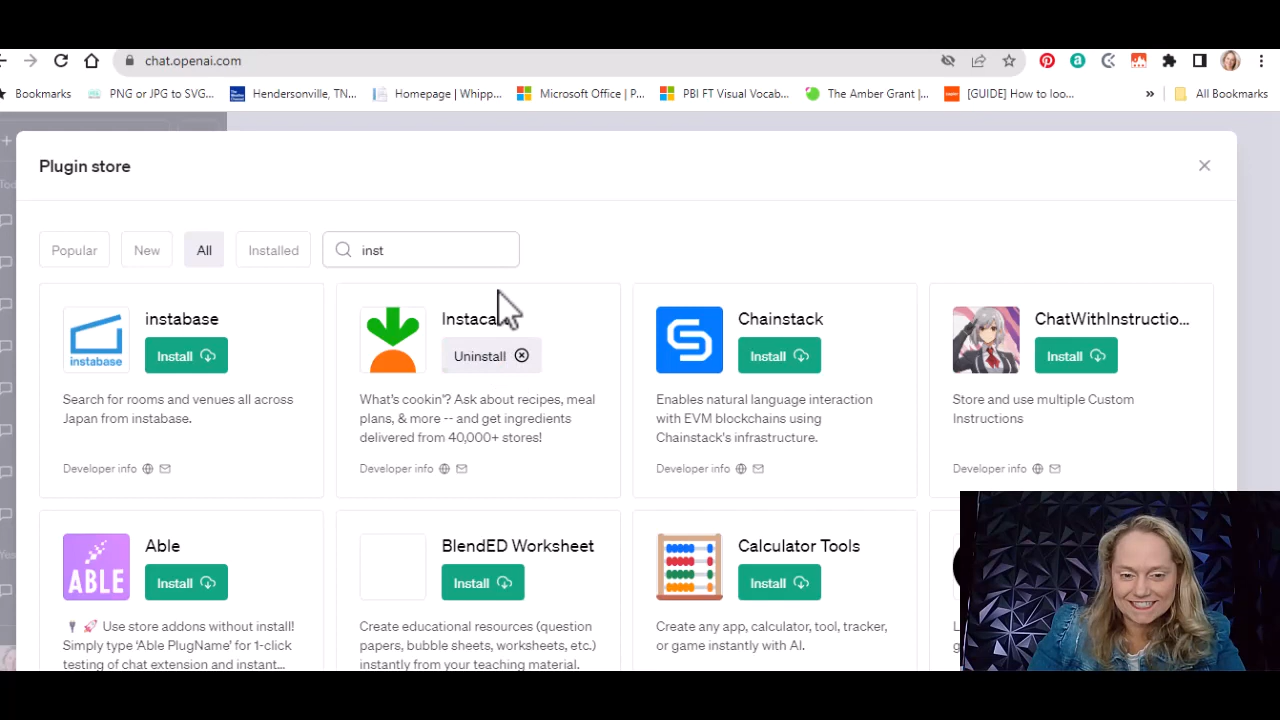 chat.openai.com
Bookmarks
PNG or JPG to SVG...
Hendersonville, TN...
Homepage | Whipp...
Microsoft Office | P...
PBI FT Visual Vocab...
The Amber Grant |...
[GUIDE] How to loo...
»
All Bookmarks
Plugin store
Popular
New
All
Installed
inst
instabase
Install
instabase
Search for rooms and venues all across
Japan from instabase.
Developer info
Uninstall
What's cookin'? Ask about recipes, meal
plans, & more -- and get ingredients
delivered from 40,000+ stores!
Developer info
Chainstack
Install
Enables natural language interaction
with EVM blockchains using
Chainstack's infrastructure.
Developer info
ChatWithInstructio...
Install
Store and use multiple Custom
Instructions
Developer info
Able
ABLE
Install
Use store addons without install!
Simply type 'Able PlugName' for 1-click
testing of chat extension and instant...
BlendED Worksheet
Install
Create educational resources (question
papers, bubble sheets, worksheets, etc.)
instantly from your teaching material.
Calculator Tools
Install
Create any app, calculator, tool, tracker,
or game instantly with AI.